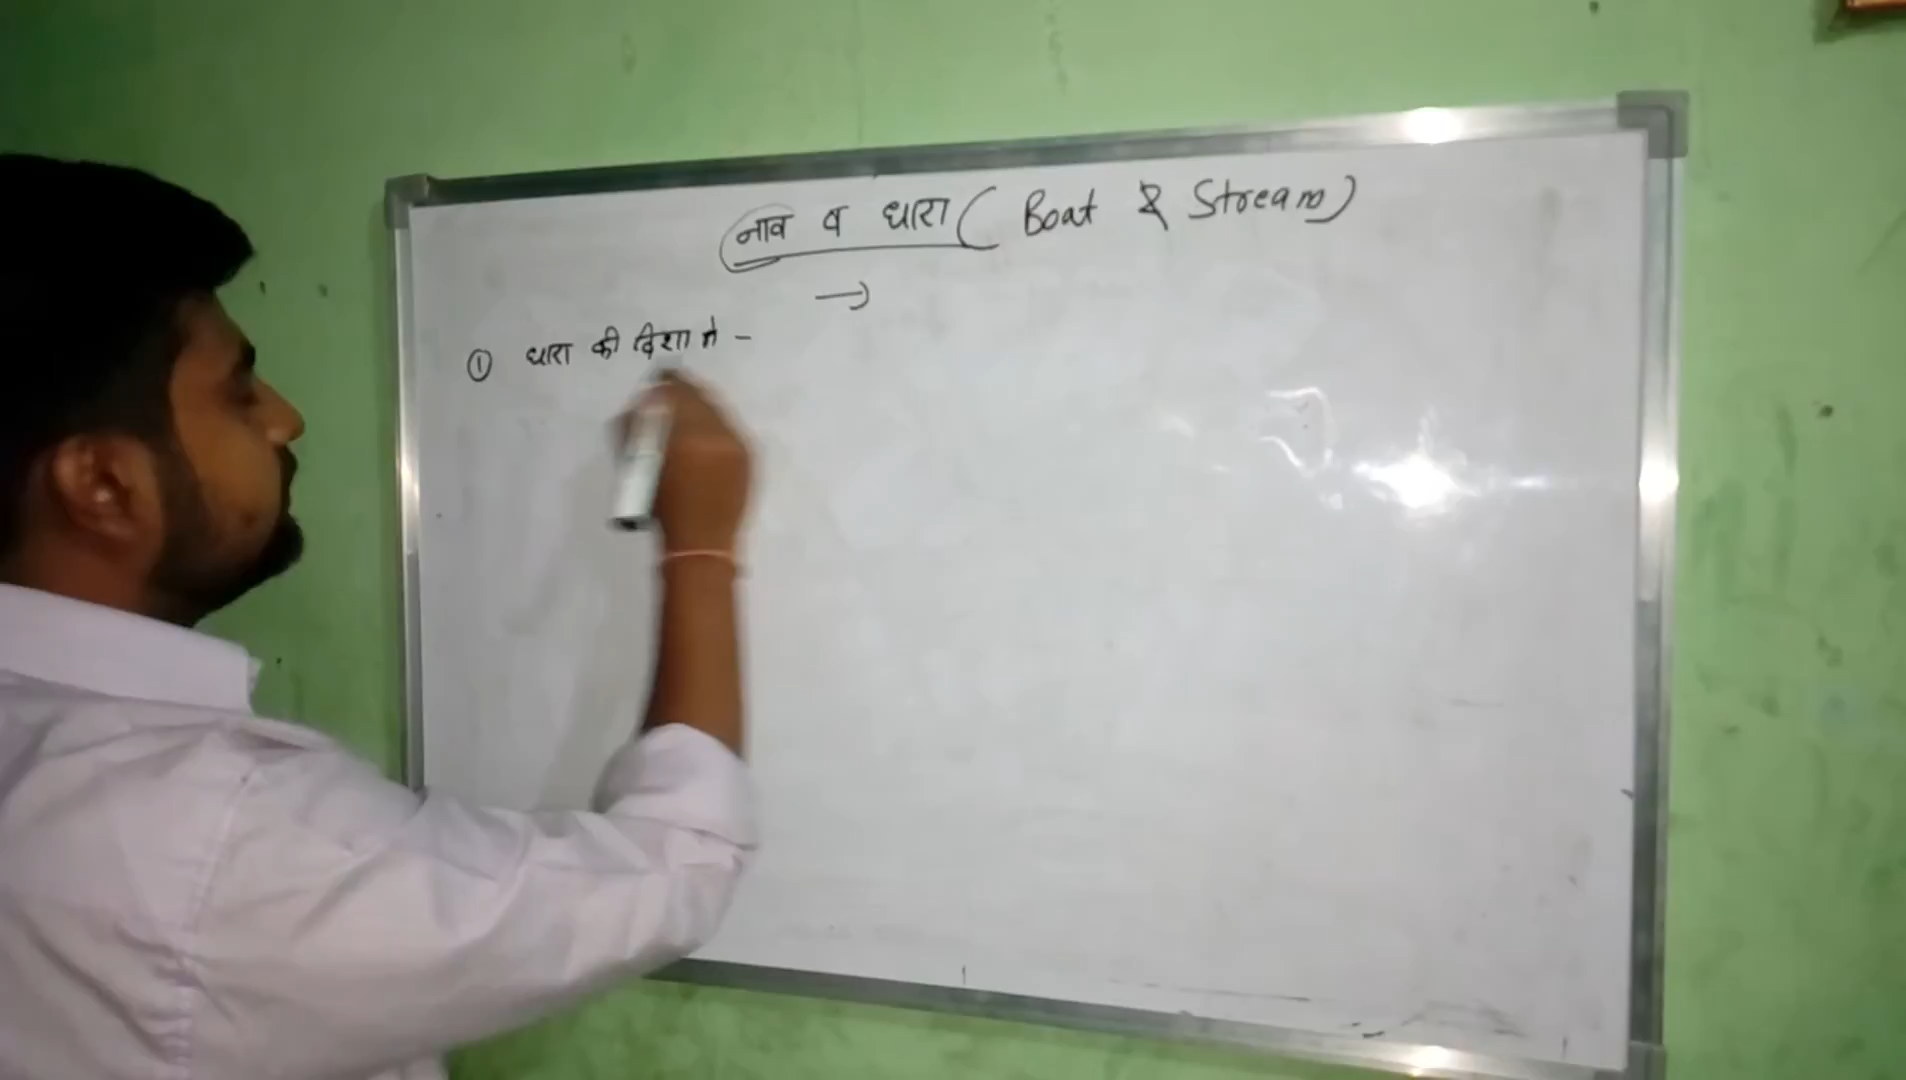 नाव व धारा ( Boat & Stream )
→
① धारा की दिशा मे -